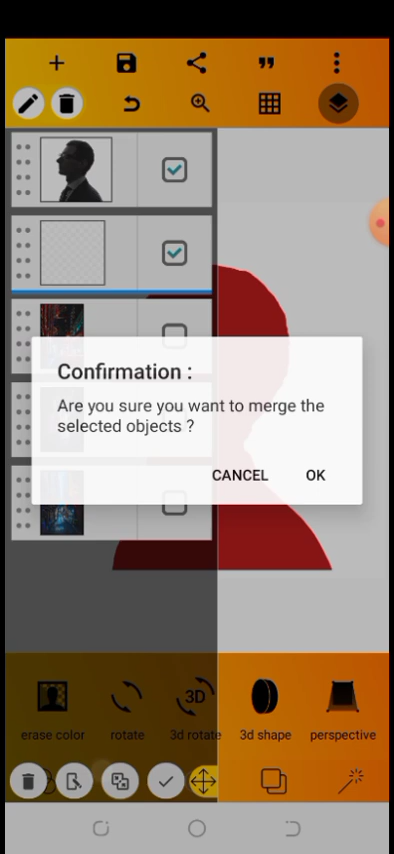 Confirmation :
Are you sure you want to merge the
selected objects ?
CANCEL OK
erase color rotate 3d rotate 3d shape perspective